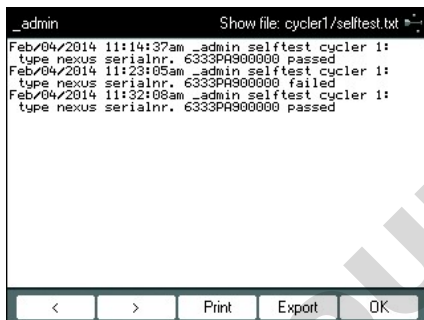 _admin Show file: cycler1/selftest.txt
Feb/04/2014 11:14:37am _admin selftest cycler 1:
type nexus serialnr. 6333PA900000 passed
Feb/04/2014 11:23:05am _admin selftest cycler 1:
type nexus serialnr. 6333PA900000 failed
Feb/04/2014 11:32:08am _admin selftest cycler 1:
type nexus serialnr. 6333PA900000 passed
< > Print Export OK